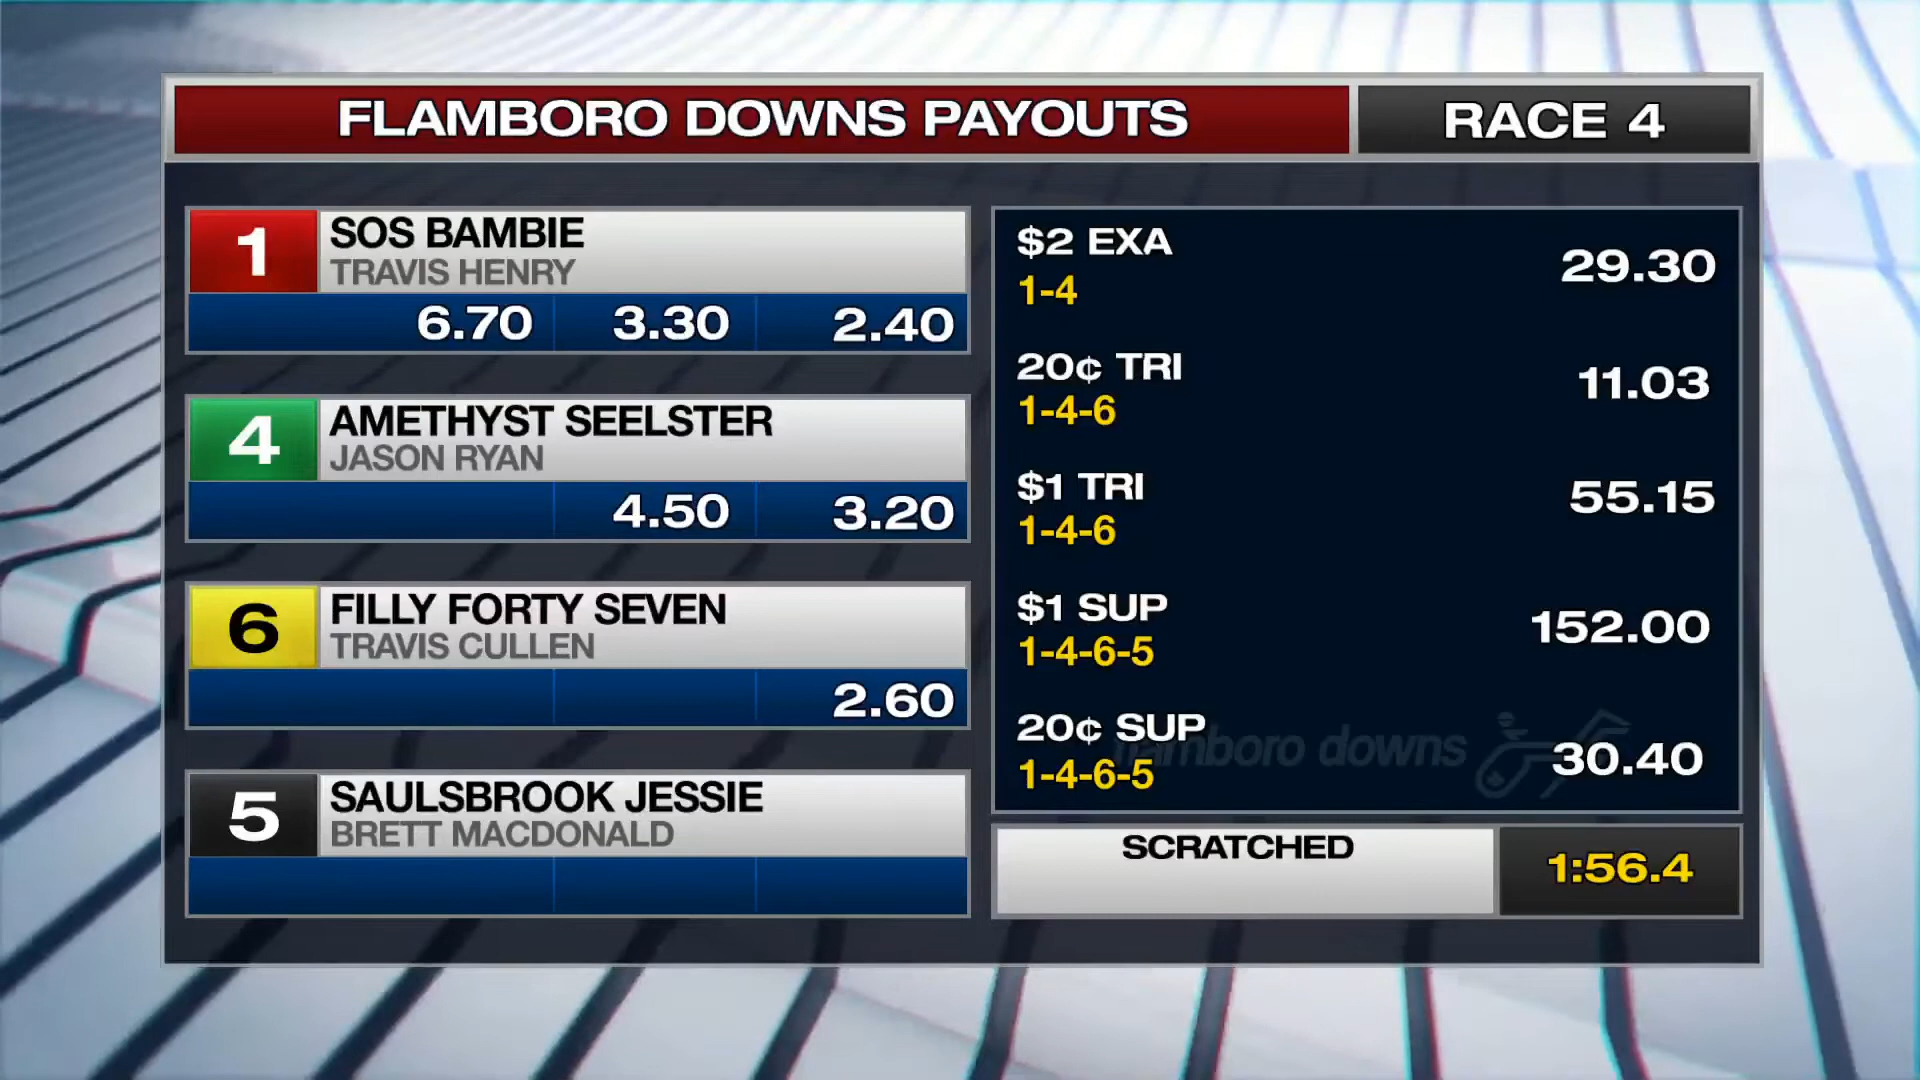 FLAMBORO DOWNS PAYOUTS
RACE 4
1
SOS BAMBIE
TRAVIS HENRY
6.70 3.30 2.40
4
AMETHYST SEELSTER
JASON RYAN
4.50 3.20
6
FILLY FORTY SEVEN
TRAVIS CULLEN
2.60
5
SAULSBROOK JESSIE
BRETT MACDONALD
$2 EXA
1-4
29.30
20¢ TRI
1-4-6
11.03
$1 TRI
1-4-6
55.15
$1 SUP
1-4-6-5
152.00
20¢ SUP
1-4-6-5
30.40
flamboro downs
SCRATCHED
1:56.4